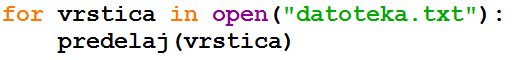 for vrstica in open("datoteka.txt"):
    predelaj(vrstica)